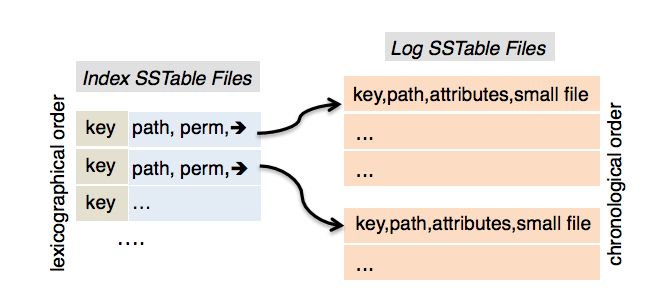 Log SSTable Files
Index SSTable Files
lexicographical order
key path, perm,➔
key path, perm,➔
key ...
....
key,path,attributes,small file
...
...
key,path,attributes,small file
...
chronological order